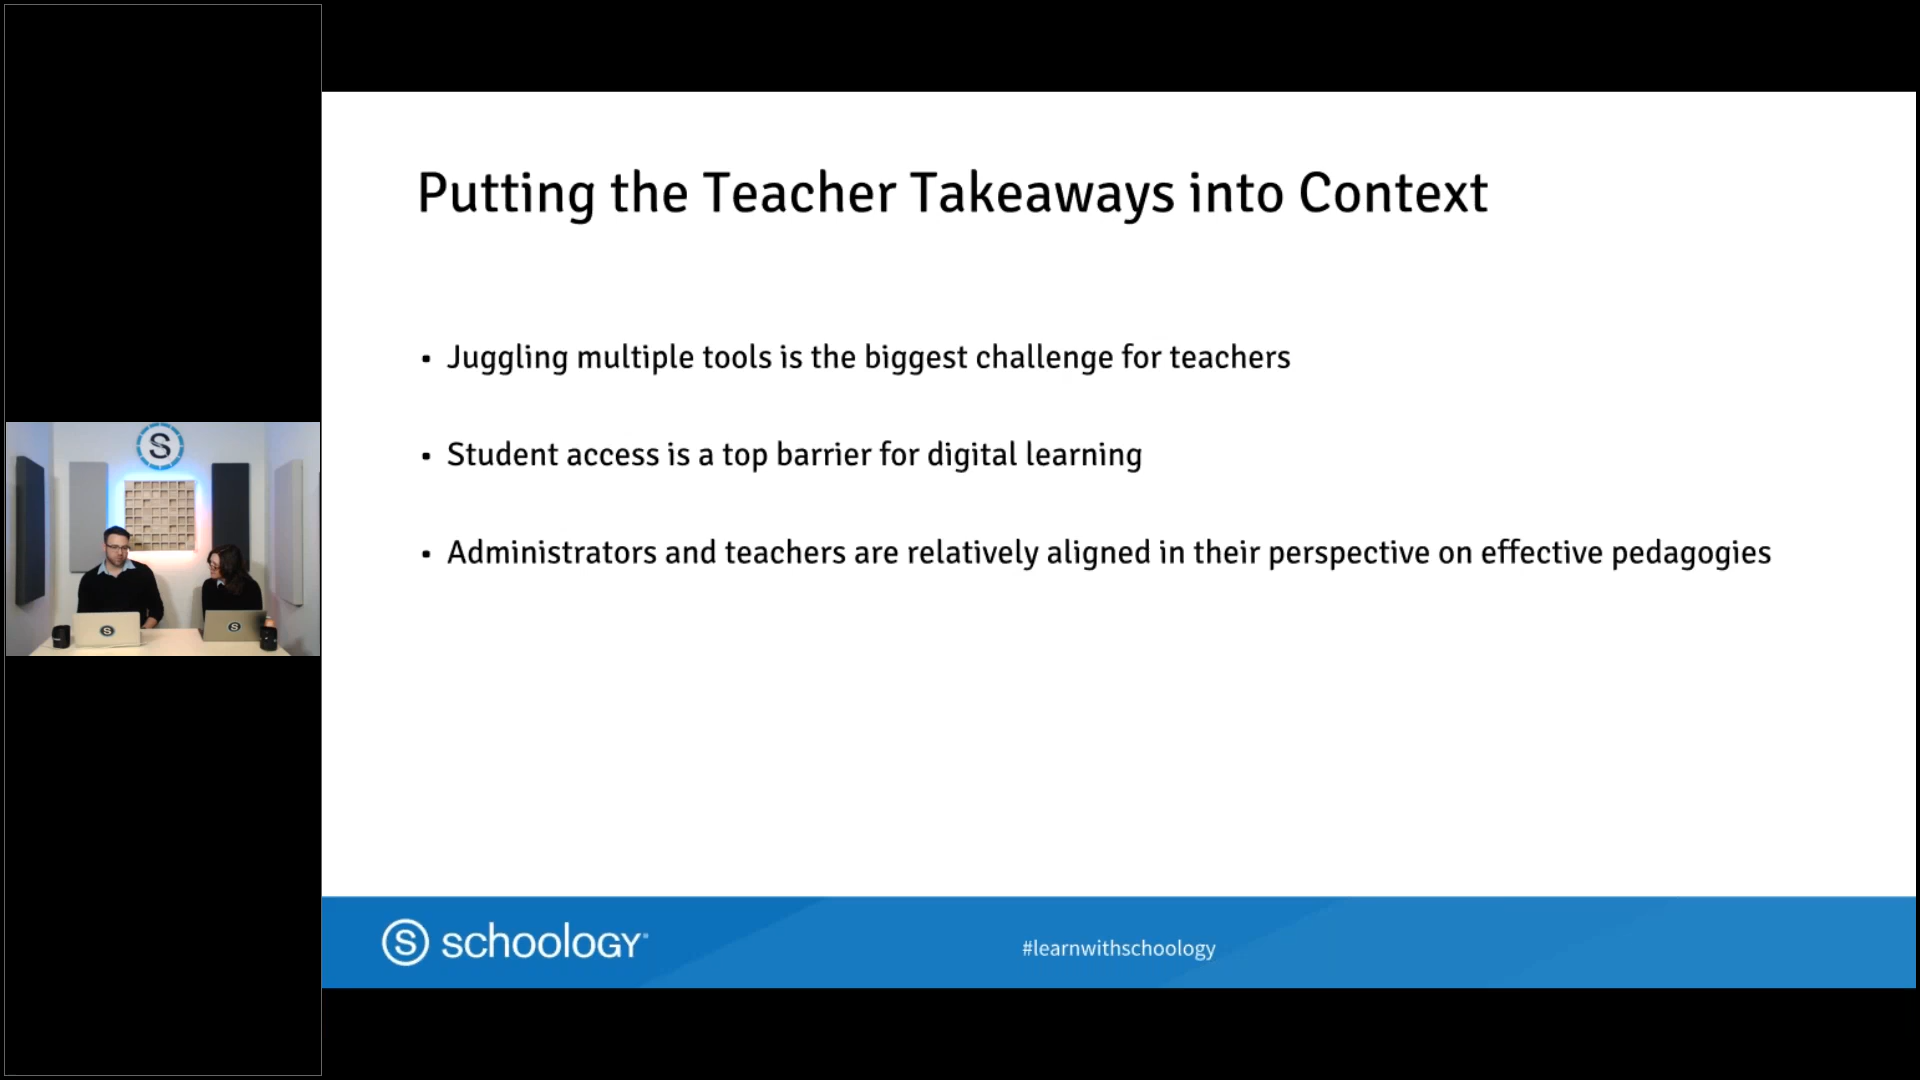 Putting the Teacher Takeaways into Context
• Juggling multiple tools is the biggest challenge for teachers
• Student access is a top barrier for digital learning
• Administrators and teachers are relatively aligned in their perspective on effective pedagogies
S
S
S
S schoology®
#learnwithschoology